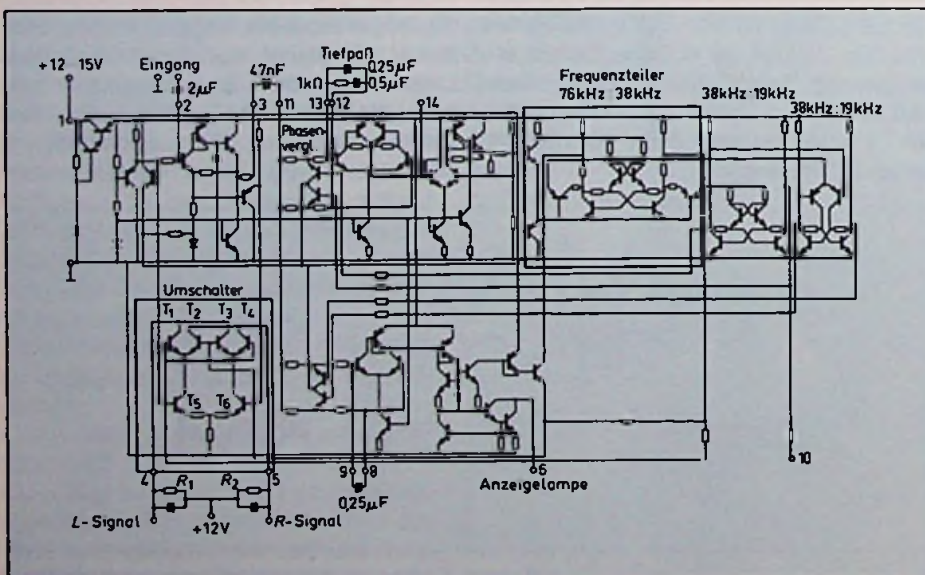 +12-15V
Eingang
2µF
47nF
Tiefpaß
0,25µF
1kΩ
0,5µF
Frequenzteiler
76kHz:38kHz
38kHz:19kHz
38kHz:19kHz
1
2
3
11
13
12
14
Phasen-
vergl.
Umschalter
T1 T2 T3 T4
T5 T6
4
5
9
8
6
10
R1
R2
0,25µF
Anzeigelampe
L-Signal
+12V
R-Signal